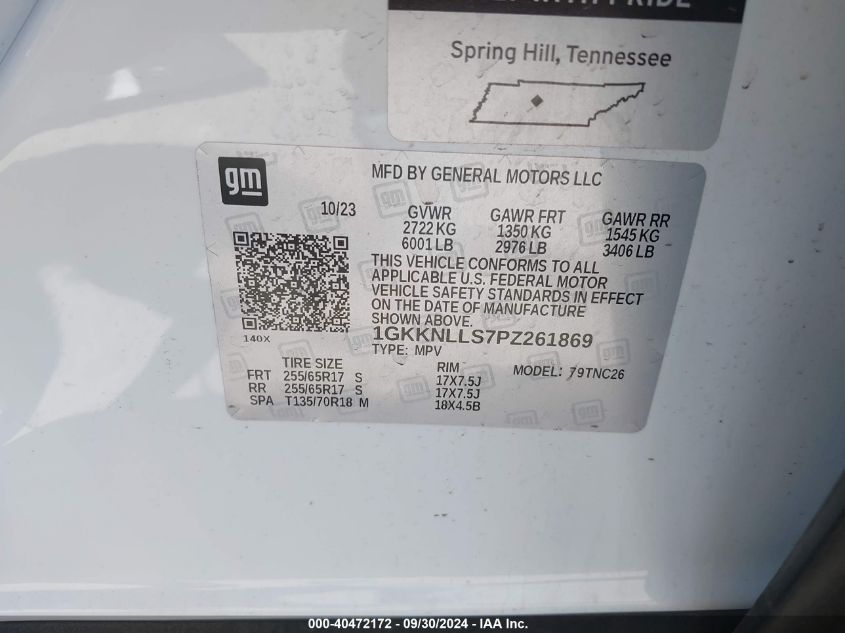 Spring Hill, Tennessee
gm
MFD BY GENERAL MOTORS LLC
10/23
GVWR GAWR FRT GAWR RR
2722 KG 1350 KG 1545 KG
6001 LB 2976 LB 3406 LB
THIS VEHICLE CONFORMS TO ALL
APPLICABLE U.S. FEDERAL MOTOR
VEHICLE SAFETY STANDARDS IN EFFECT
ON THE DATE OF MANUFACTURE
SHOWN ABOVE.
140X
1GKKNLLS7PZ261869
TYPE: MPV
TIRE SIZE RIM MODEL: 79TNC26
FRT 255/65R17 S 17X7.5J
RR 255/65R17 S 17X7.5J
SPA T135/70R18 M 18X4.5B
000-40472172 - 09/30/2024 - IAA Inc.